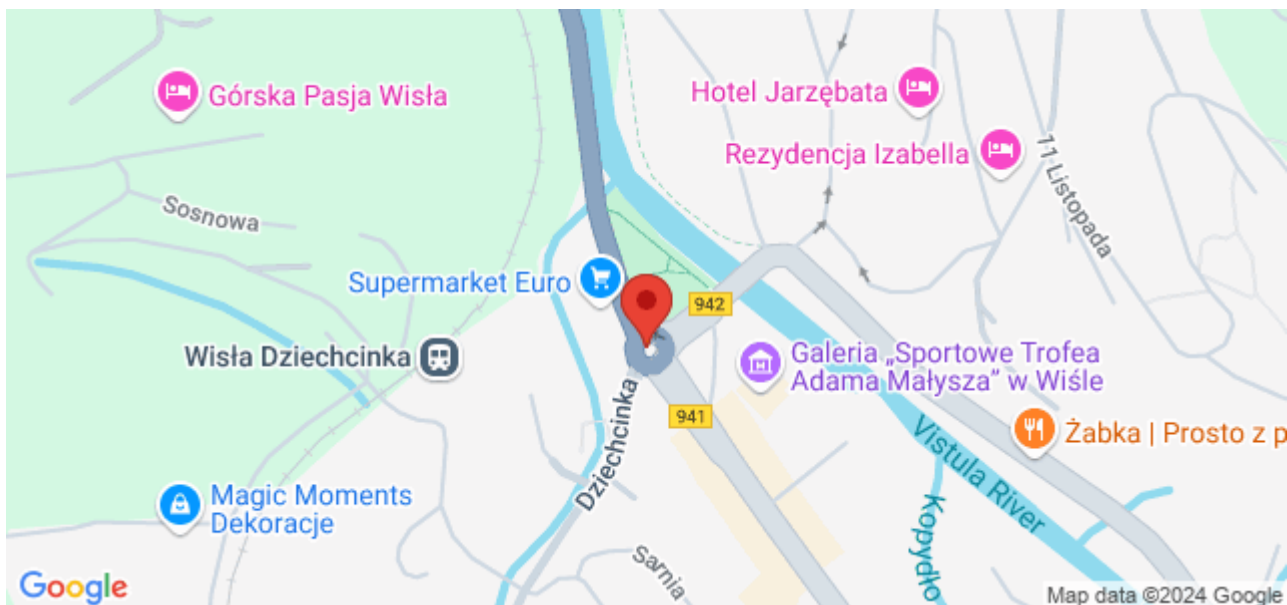 Górska Pasja Wisła
Hotel Jarzębata
Rezydencja Izabella
11 Listopada
Sosnowa
Supermarket Euro
942
Wisła Dziechcinka
Galeria „Sportowe Trofea
Adama Małysza” w Wiśle
941
Dziechcinka
Żabka | Prosto z p
Vistula River
Magic Moments
Dekoracje
Kopydło
Sarnia
Google
Map data ©2024 Google